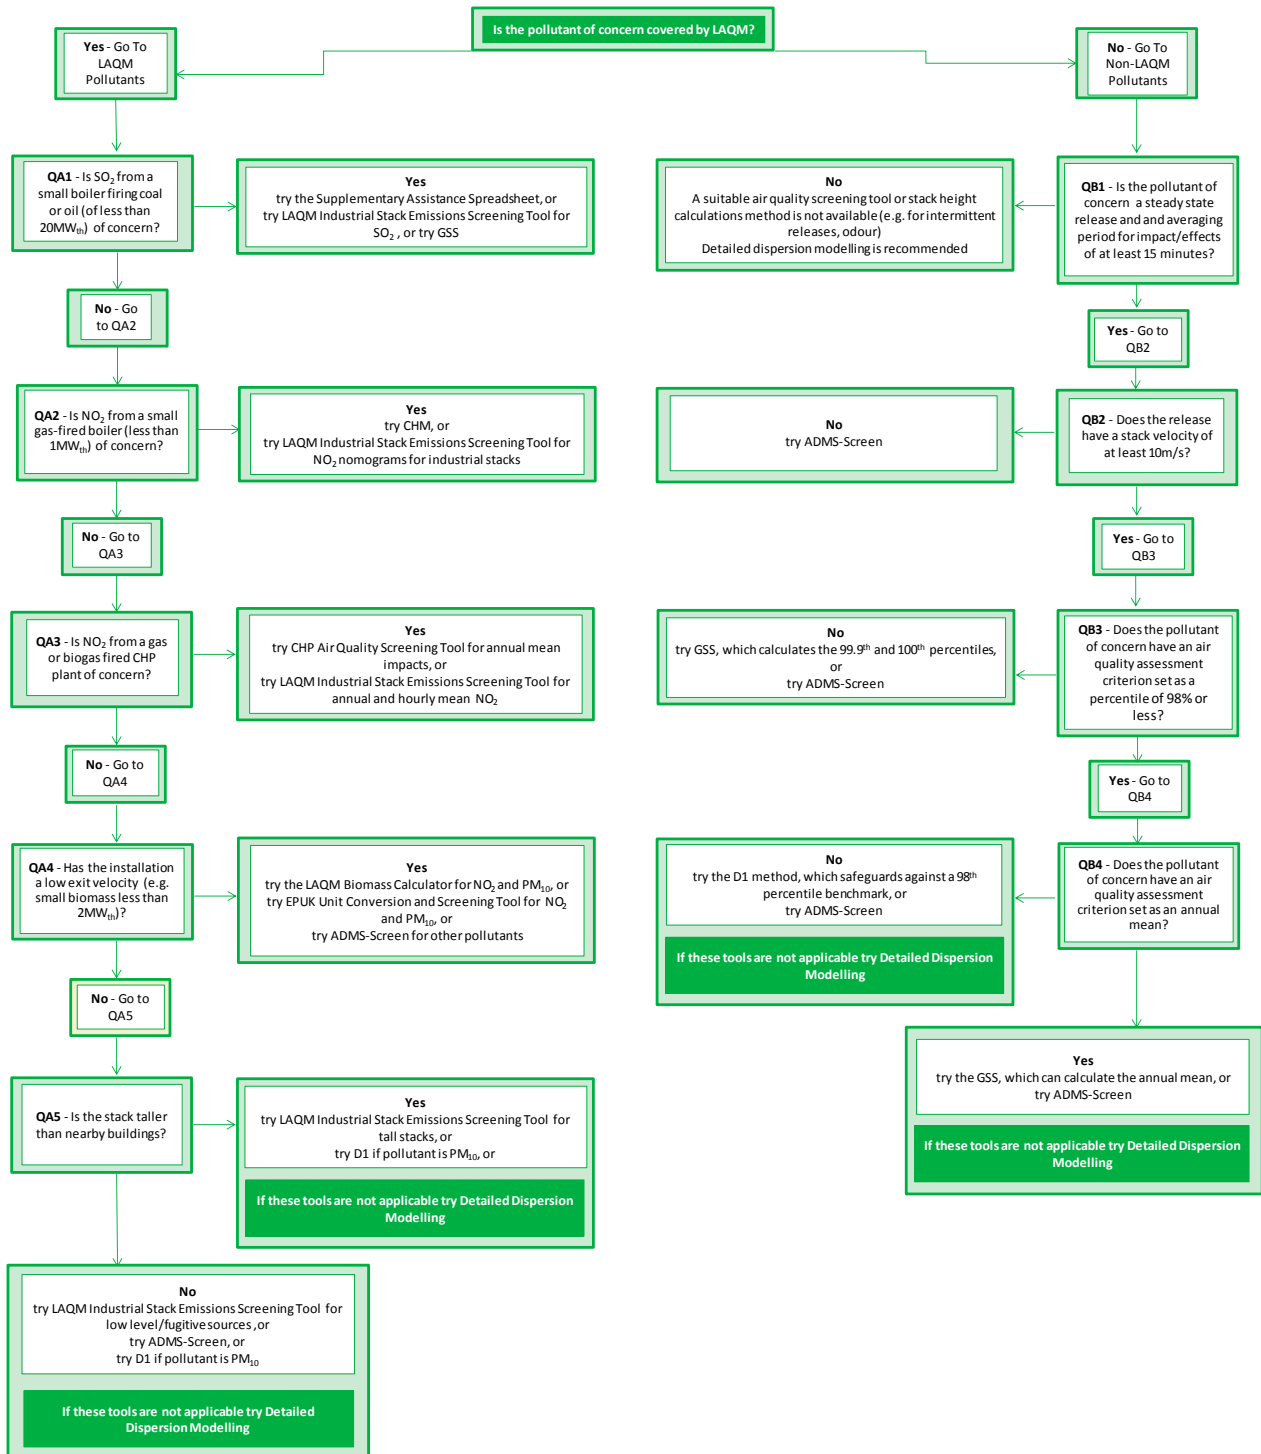 Is the pollutant of concern covered by LAQM?
Yes - Go To
LAQM
Pollutants
No - Go To
Non-LAQM
Pollutants
QA1 - Is SO₂ from a
small boiler firing coal
or oil (of less than
20MWth) of concern?
Yes
try the Supplementary Assistance Spreadsheet, or
try LAQM Industrial Stack Emissions Screening Tool for
SO₂ , or try GSS
No - Go
to QA2
QA2 - Is NO₂ from a small
gas-fired boiler (less than
1MWth) of concern?
Yes
try CHM, or
try LAQM Industrial Stack Emissions Screening Tool for
NO₂ nomograms for industrial stacks
No - Go to
QA3
QA3 - Is NO₂ from a gas
or biogas fired CHP
plant of concern?
Yes
try CHP Air Quality Screening Tool for annual mean
impacts, or
try LAQM Industrial Stack Emissions Screening Tool for
annual and hourly mean NO₂
No - Go to
QA4
QA4 - Has the installation
a low exit velocity (e.g.
small biomass less than
2MWth)?
Yes
try the LAQM Biomass Calculator for NO₂ and PM₁₀, or
try EPUK Unit Conversion and Screening Tool for NO₂
and PM₁₀, or
try ADMS-Screen for other pollutants
No - Go to
QA5
QA5 - Is the stack taller
than nearby buildings?
Yes
try LAQM Industrial Stack Emissions Screening Tool for
tall stacks, or
try D1 if pollutant is PM₁₀, or
If these tools are not applicable try Detailed Dispersion
Modelling
No
try LAQM Industrial Stack Emissions Screening Tool for
low level/fugitive sources ,or
try ADMS-Screen, or
try D1 if pollutant is PM₁₀
If these tools are not applicable try Detailed
Dispersion Modelling
QB1 - Is the pollutant of
concern a steady state
release and and averaging
period for impact/effects
of at least 15 minutes?
No
A suitable air quality screening tool or stack height
calculations method is not available (e.g. for intermittent
releases, odour)
Detailed dispersion modelling is recommended
Yes - Go to
QB2
QB2 - Does the release
have a stack velocity of
at least 10m/s?
No
try ADMS-Screen
Yes - Go to
QB3
QB3 - Does the pollutant
of concern have an air
quality assessment
criterion set as a
percentile of 98% or
less?
No
try GSS, which calculates the 99.9th and 100th percentiles,
or
try ADMS-Screen
Yes - Go to
QB4
QB4 - Does the pollutant
of concern have an air
quality assessment
criterion set as an annual
mean?
No
try the D1 method, which safeguards against a 98th
percentile benchmark, or
try ADMS-Screen
If these tools are not applicable try Detailed Dispersion
Modelling
Yes
try the GSS, which can calculate the annual mean, or
try ADMS-Screen
If these tools are not applicable try Detailed Dispersion
Modelling